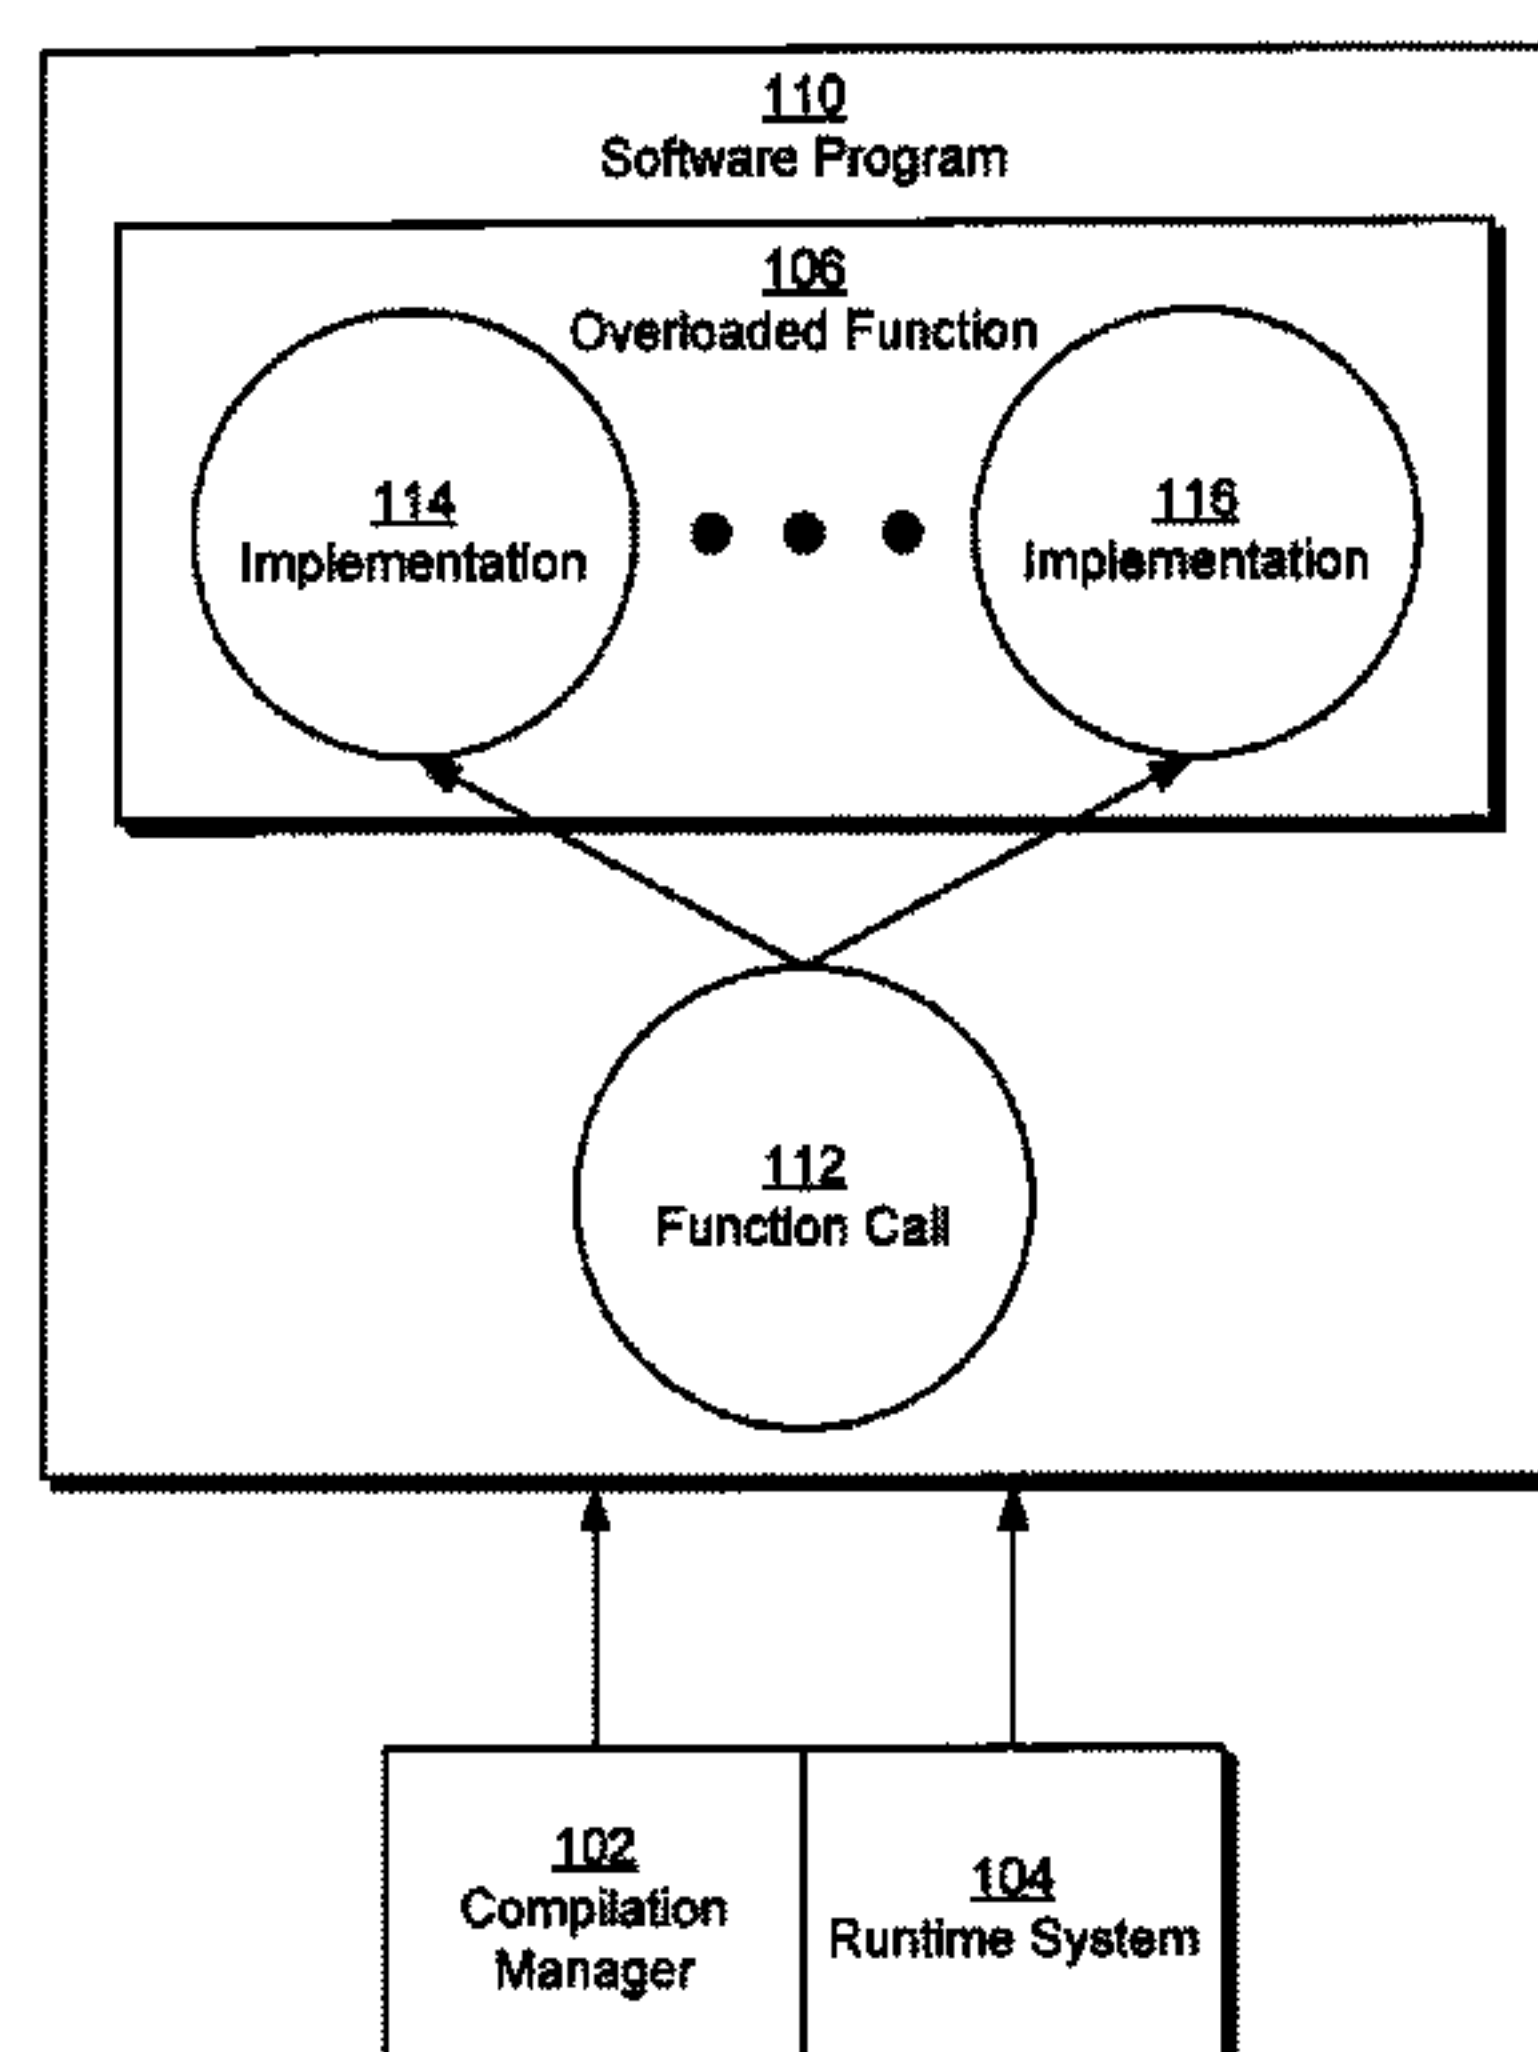 110
Software Program
106
Overloaded Function
114
Implementation
116
Implementation
112
Function Call
102
Compilation
Manager
104
Runtime System